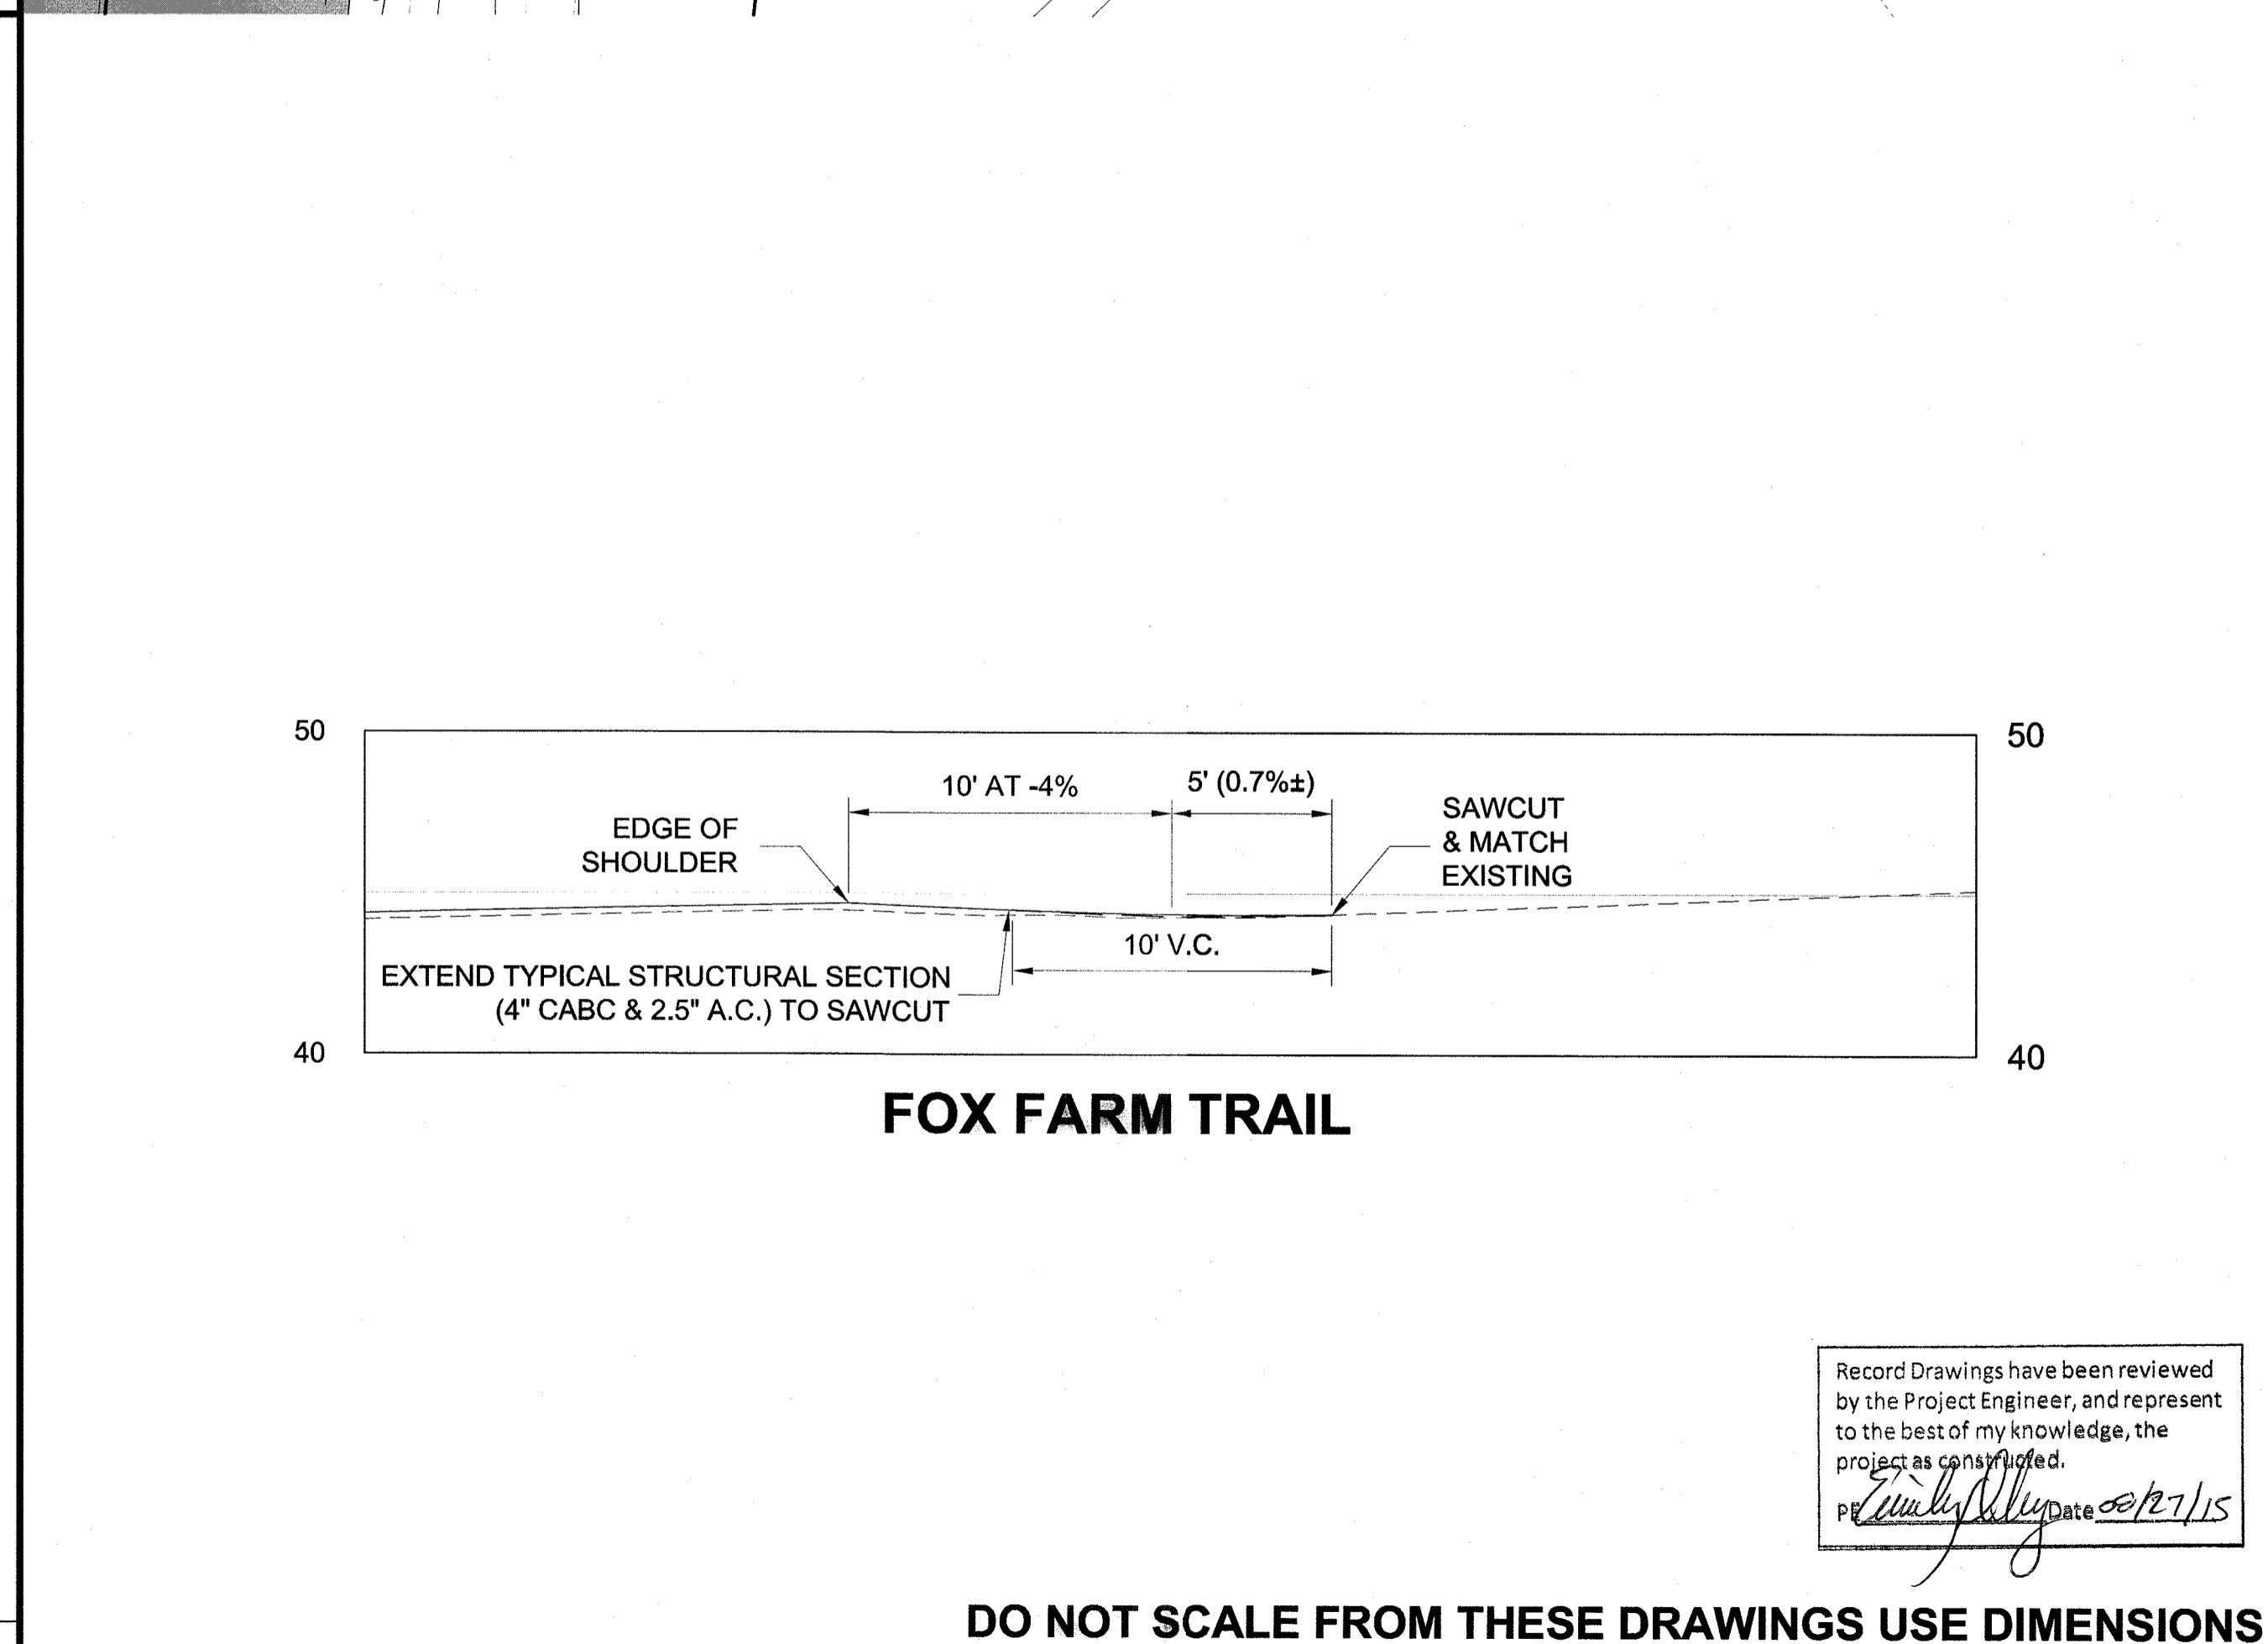 50
50
10' AT -4%
5' (0.7%±)
EDGE OF
SHOULDER
SAWCUT
& MATCH
EXISTING
10' V.C.
EXTEND TYPICAL STRUCTURAL SECTION
(4" CABC & 2.5" A.C.) TO SAWCUT
40
40
FOX FARM TRAIL
Record Drawings have been reviewed
by the Project Engineer, and represent
to the best of my knowledge, the
project as constructed.
PE Date 08/27/15
DO NOT SCALE FROM THESE DRAWINGS USE DIMENSIONS